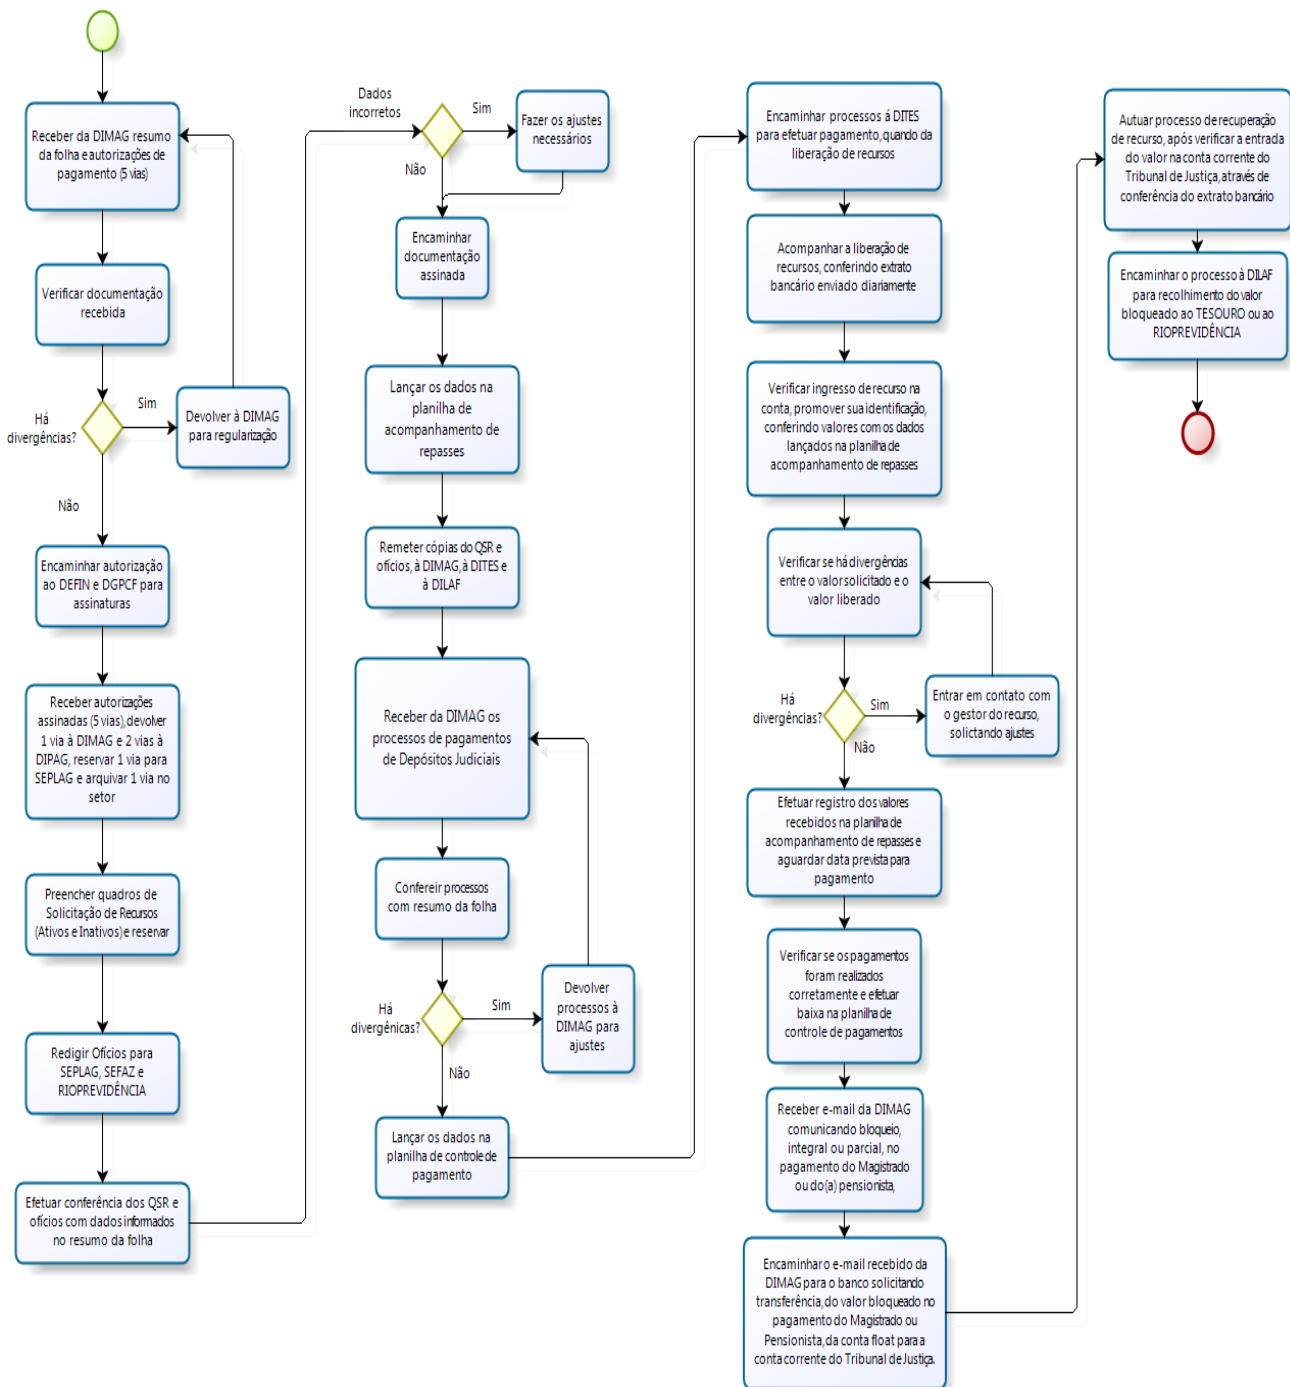 Receber da DIMAG resumo
da folha e autorizações de
pagamento (5 vias)
Verificar documentação
recebida
Há
divergências?
Sim
Devolver à DIMAG
para regularização
Não
Encaminhar autorização
ao DEFIN e DGPCF para
assinaturas
Receber autorizações
assinadas (5 vias), devolver
1 via à DIMAG e 2 vias à
DIPAG, reservar 1 via para
SEPLAG e arquivar 1 via no
setor
Preencher quadros de
Solicitação de Recursos
(Ativos e Inativos) e reservar
Redigir Ofícios para
SEPLAG, SEFAZ e
RIOPREVIDÊNCIA
Efetuar conferência dos QSR e
ofícios com dados informados
no resumo da folha
Dados
incorretos
Sim
Fazer os ajustes
necessários
Não
Encaminhar
documentação
assinada
Lançar os dados na
planilha de
acompanhamento de
repasses
Remeter cópias do QSR e
ofícios, à DIMAG, à DITES e
à DILAF
Receber da DIMAG os
processos de pagamentos
de Depósitos Judiciais
Confereir processos
com resumo da folha
Há
divergênicas?
Sim
Devolver
processos à
DIMAG para
ajustes
Não
Lançar os dados na
planilha de controle de
pagamento
Encaminhar processos á DITES
para efetuar pagamento, quando da
liberação de recursos
Acompanhar a liberação de
recursos, conferindo extrato
bancário enviado diariamente
Verificar ingresso de recurso na
conta, promover sua identificação,
conferindo valores com os dados
lançados na planilha de
acompanhamento de repasses
Verificar se há divergências
entre o valor solicitado e o
valor liberado
Há
divergências?
Sim
Entrar em contato com
o gestor do recurso,
solictando ajustes
Não
Efetuar registro dos valores
recebidos na planilha de
acompanhamento de repasses e
aguardar data prevista para
pagamento
Verificar se os pagamentos
foram realizados
corretamente e efetuar
baixa na planilha de
controle de pagamentos
Receber e-mail da DIMAG
comunicando bloqueio,
integral ou parcial, no
pagamento do Magistrado
ou do(a) pensionista,
Encaminhar o e-mail recebido da
DIMAG para o banco solicitando
transferência, do valor bloqueado no
pagamento do Magistrado ou
Pensionista, da conta float para a
conta corrente do Tribunal de Justiça.
Autuar processo de recuperação
de recurso, após verificar a entrada
do valor na conta corrente do
Tribunal de Justiça, através de
conferência do extrato bancário
Encaminhar o processo à DILAF
para recolhimento do valor
bloqueado ao TESOURO ou ao
RIOPREVIDÊNCIA